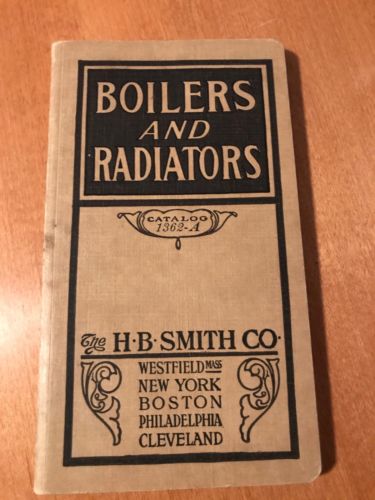 BOILERS
AND
RADIATORS
CATALOG
1362-A
The H·B·SMITH CO·
WESTFIELD MASS
NEW YORK
BOSTON
PHILADELPHIA
CLEVELAND